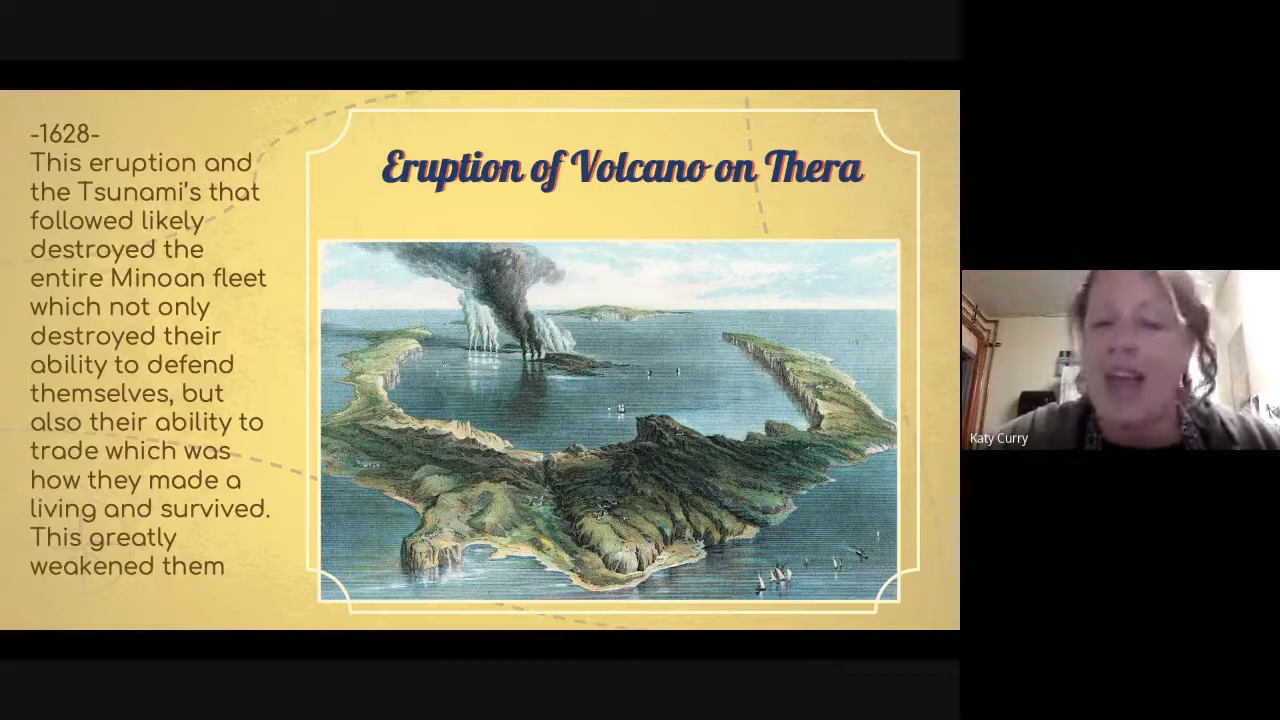 -1628-
This eruption and
the Tsunami's that
followed likely
destroyed the
entire Minoan fleet
which not only
destroyed their
ability to defend
themselves, but
also their ability to
trade which was
how they made a
living and survived.
This greatly
weakened them
Eruption of Volcano on Thera
Katy Curry